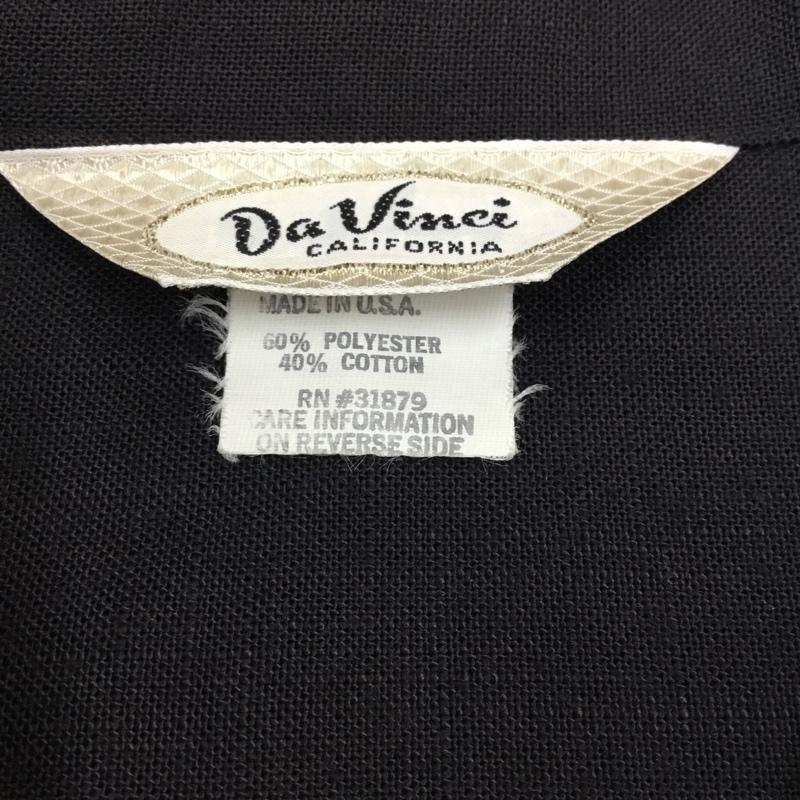 Da Vinci
CALIFORNIA
MADE IN U.S.A.
60% POLYESTER
40% COTTON
RN #31879
CARE INFORMATION
ON REVERSE SIDE